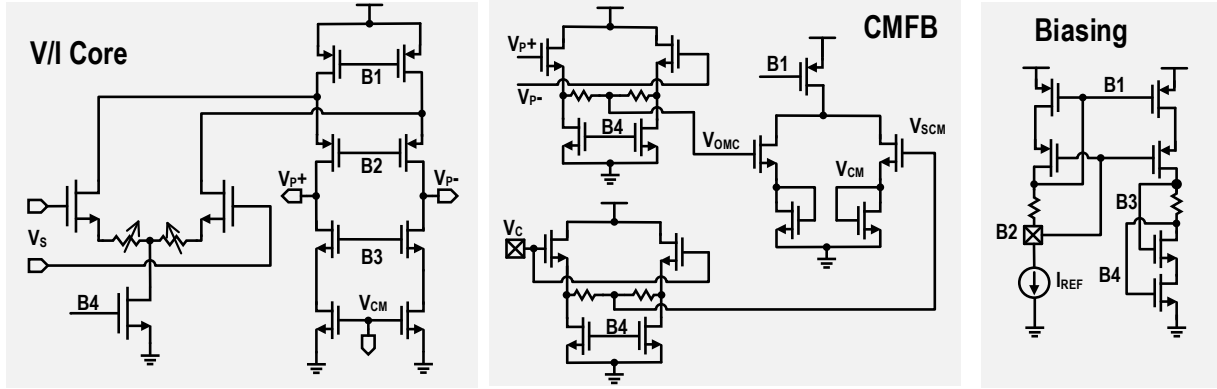 V/I Core
B1
B2
VP+
VP-
VS
B3
B4
VCM
CMFB
VP+
VP-
B1
B4
VOMC
VSCM
VCM
VC
B4
Biasing
B1
B3
B2
B4
IREF